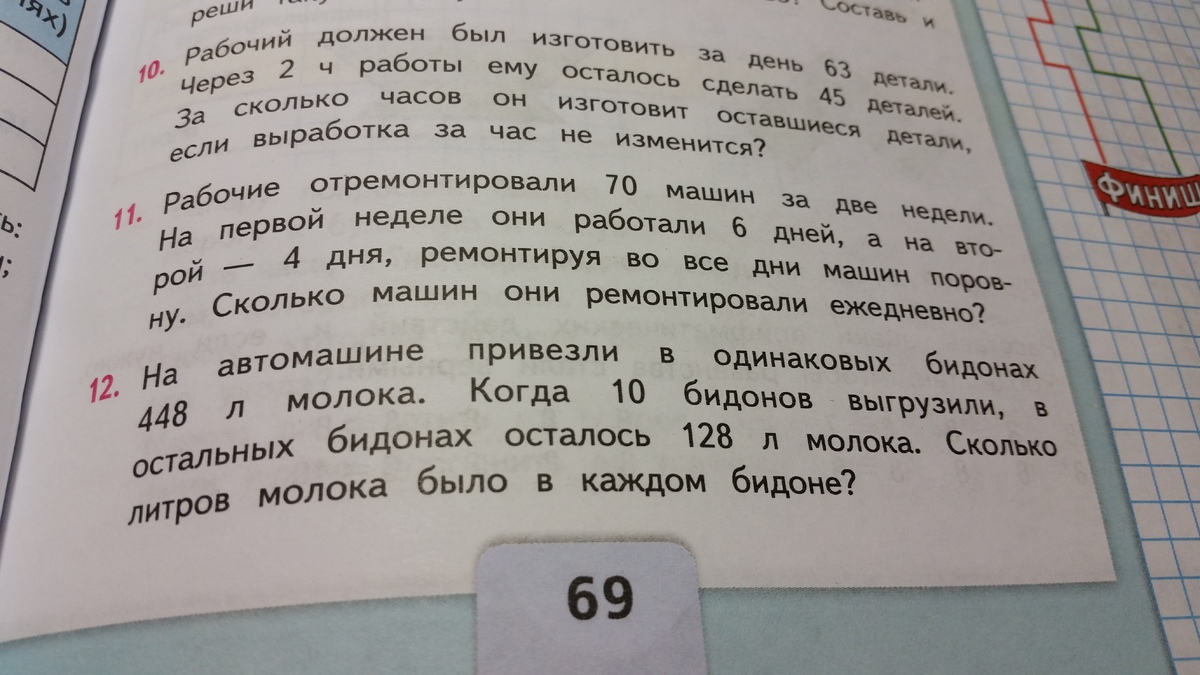 реши
Составь и
10. Рабочий должен был изготовить за день 63 детали.
Через 2 ч работы ему осталось сделать 45 деталей.
За сколько часов он изготовит оставшиеся детали,
если выработка за час не изменится?
11. Рабочие отремонтировали 70 машин за две недели.
На первой неделе они работали 6 дней, а на вто-
рой — 4 дня, ремонтируя во все дни машин поров-
ну. Сколько машин они ремонтировали ежедневно?
12. На автомашине привезли в одинаковых бидонах
448 л молока. Когда 10 бидонов выгрузили, в
остальных бидонах осталось 128 л молока. Сколько
литров молока было в каждом бидоне?
69
ФИНИШ